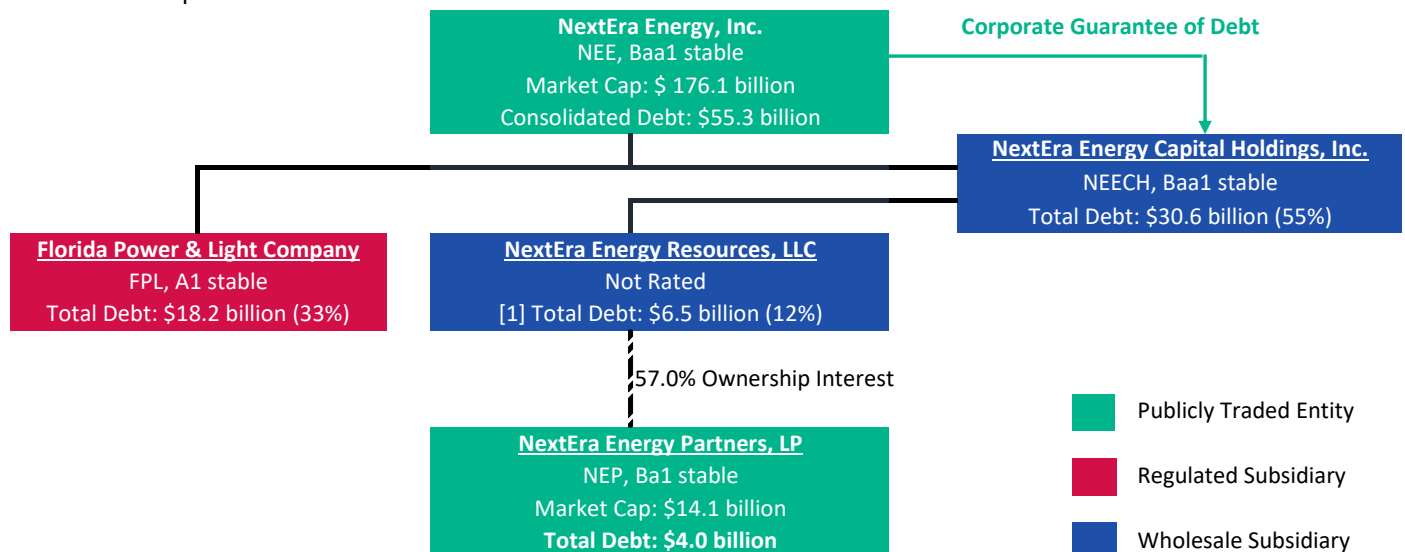 NextEra Energy, Inc.
NEE, Baa1 stable
Market Cap: $ 176.1 billion
Consolidated Debt: $55.3 billion
Corporate Guarantee of Debt
NextEra Energy Capital Holdings, Inc.
NEECH, Baa1 stable
Total Debt: $30.6 billion (55%)
Florida Power & Light Company
FPL, A1 stable
Total Debt: $18.2 billion (33%)
NextEra Energy Resources, LLC
Not Rated
[1] Total Debt: $6.5 billion (12%)
57.0% Ownership Interest
NextEra Energy Partners, LP
NEP, Ba1 stable
Market Cap: $14.1 billion
Total Debt: $4.0 billion
Publicly Traded Entity
Regulated Subsidiary
Wholesale Subsidiary